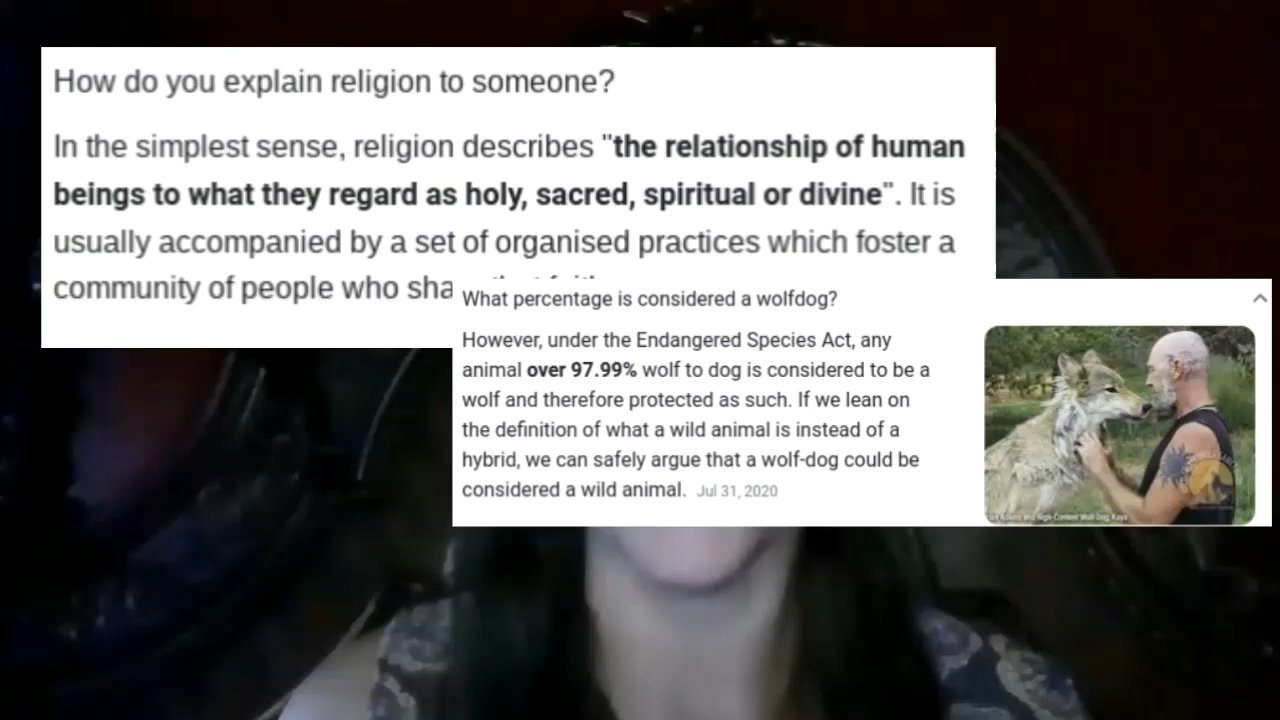 How do you explain religion to someone?
In the simplest sense, religion describes "the relationship of human
beings to what they regard as holy, sacred, spiritual or divine". It is
usually accompanied by a set of organised practices which foster a
community of people who sha
What percentage is considered a wolfdog?
However, under the Endangered Species Act, any
animal over 97.99% wolf to dog is considered to be a
wolf and therefore protected as such. If we lean on
the definition of what a wild animal is instead of a
hybrid, we can safely argue that a wolf-dog could be
considered a wild animal. Jul 31, 2020